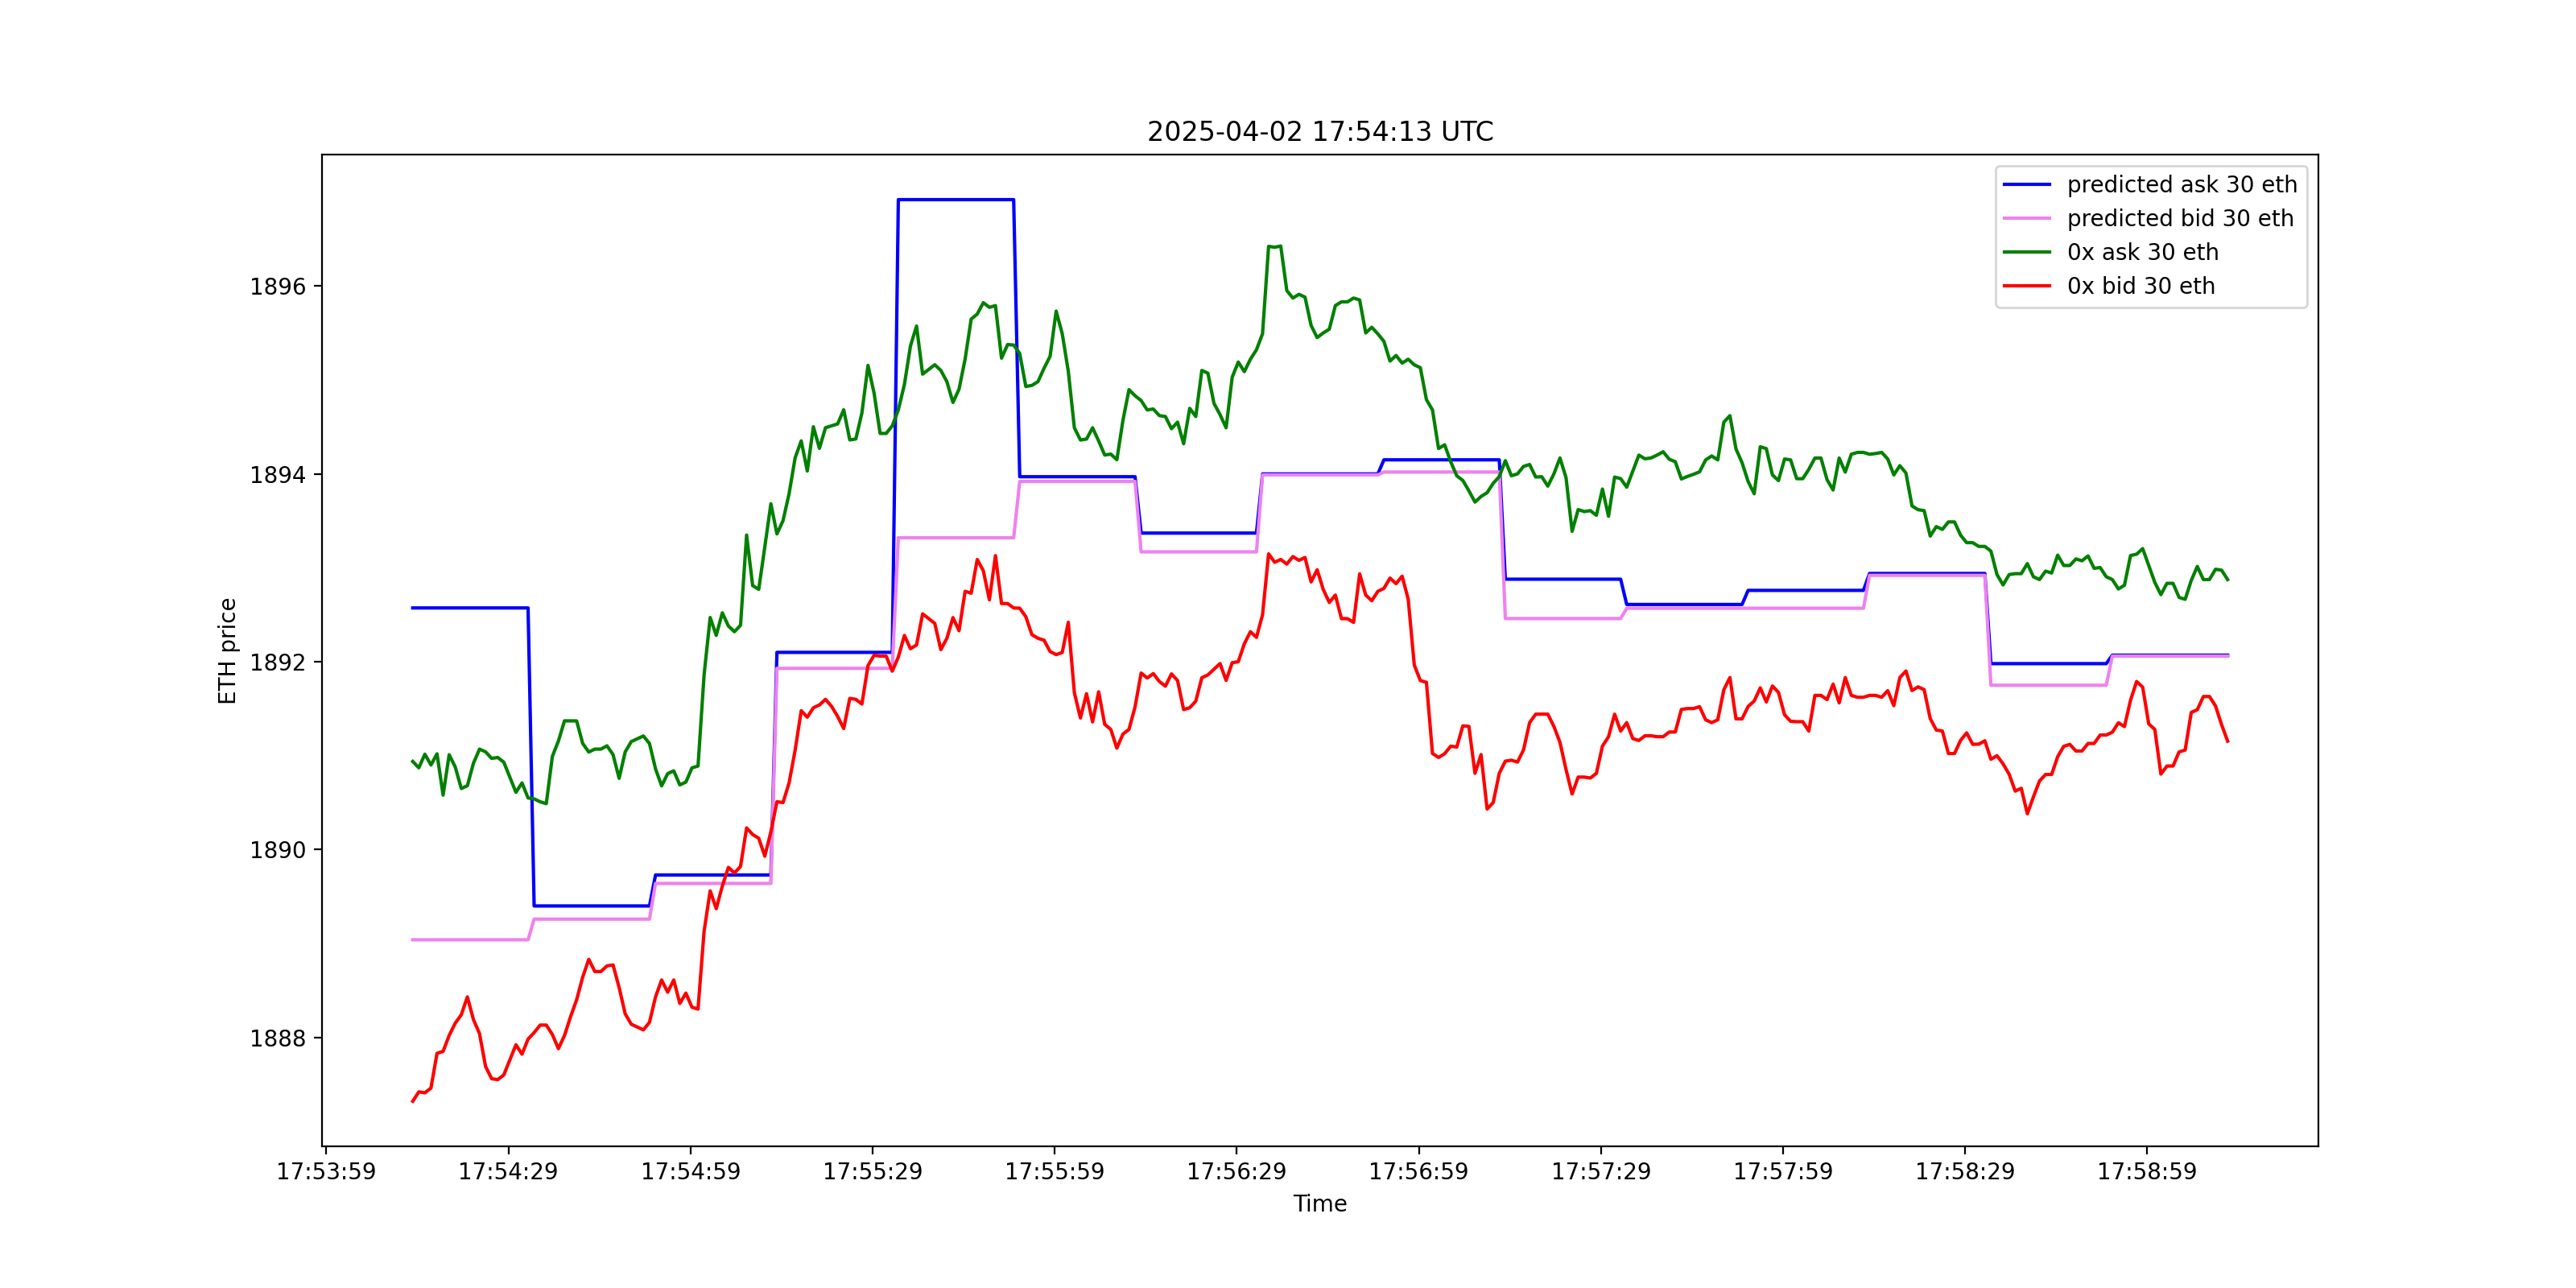 2025-04-02 17:54:13 UTC
predicted ask 30 eth
predicted bid 30 eth
0x ask 30 eth
0x bid 30 eth
1896
1894
1892
1890
1888
ETH price
17:53:59 17:54:29 17:54:59 17:55:29 17:55:59 17:56:29 17:56:59 17:57:29 17:57:59 17:58:29 17:58:59
Time